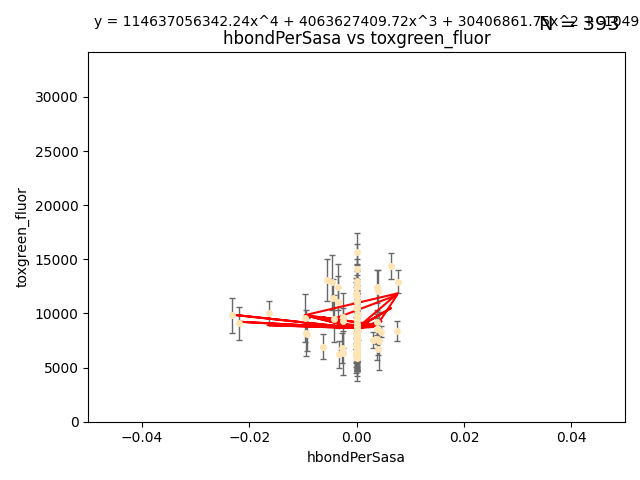 y = 114637056342.24x^4 + 4063627409.72x^3 + 30406861.75x^2 +
N = 393
hbondPerSasa vs toxgreen_fluor
30000
25000
20000
15000
10000
5000
0
toxgreen_fluor
−0.04 −0.02 0.00 0.02 0.04
hbondPerSasa